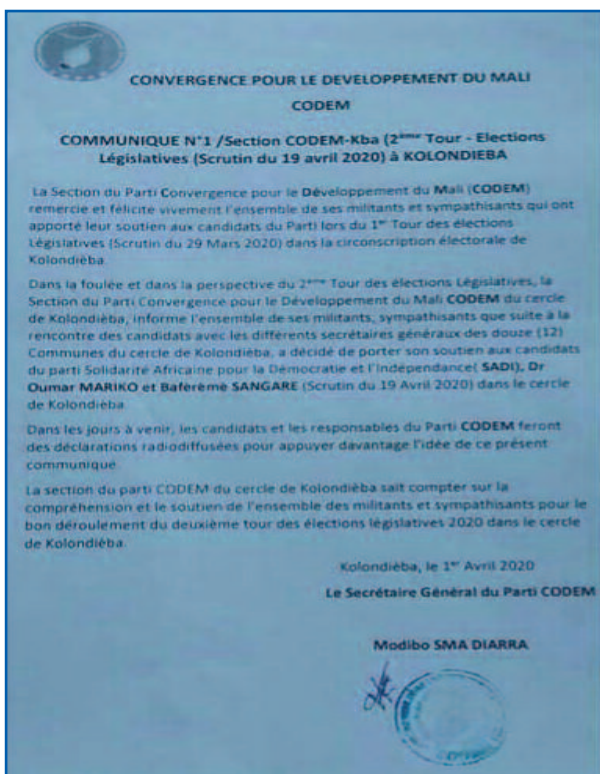 CONVERGENCE POUR LE DEVELOPPEMENT DU MALI
CODEM
COMMUNIQUE N°1 /Section CODEM-Kba (2ème Tour - Elections
Législatives (Scrutin du 19 avril 2020) à KOLONDIEBA
La Section du Parti Convergence pour le Développement du Mali (CODEM)
remercie et félicite vivement l'ensemble de ses militants et sympathisants qui ont
apporté leur soutien aux candidats du Parti lors du 1er Tour des élections
Législatives (Scrutin du 29 Mars 2020) dans la circonscription électorale de
Kolondièba.
Dans la foulée et dans la perspective du 2ème Tour des élections Législatives, la
Section du Parti Convergence pour le Développement du Mali CODEM du cercle
de Kolondièba, informe l'ensemble de ses militants, sympathisants que suite à la
rencontre des candidats avec les différents secrétaires généraux des douze (12)
Communes du cercle de Kolondièba, a décidé de porter son soutien aux candidats
du parti Solidarité Africaine pour la Démocratie et l'Indépendance( SADI), Dr
Oumar MARIKO et Baférémé SANGARE (Scrutin du 19 Avril 2020) dans le cercle
de Kolondièba.
Dans les jours à venir, les candidats et les responsables du Parti CODEM feront
des déclarations radiodiffusées pour appuyer davantage l'idée de ce présent
communiqué.
La section du parti CODEM du cercle de Kolondièba sait compter sur la
compréhension et le soutien de l'ensemble des militants et sympathisants pour le
bon déroulement du deuxième tour des élections législatives 2020 dans le cercle
de Kolondièba.
Kolondièba, le 1er Avril 2020
Le Secrétaire Général du Parti CODEM
Modibo SMA DIARRA